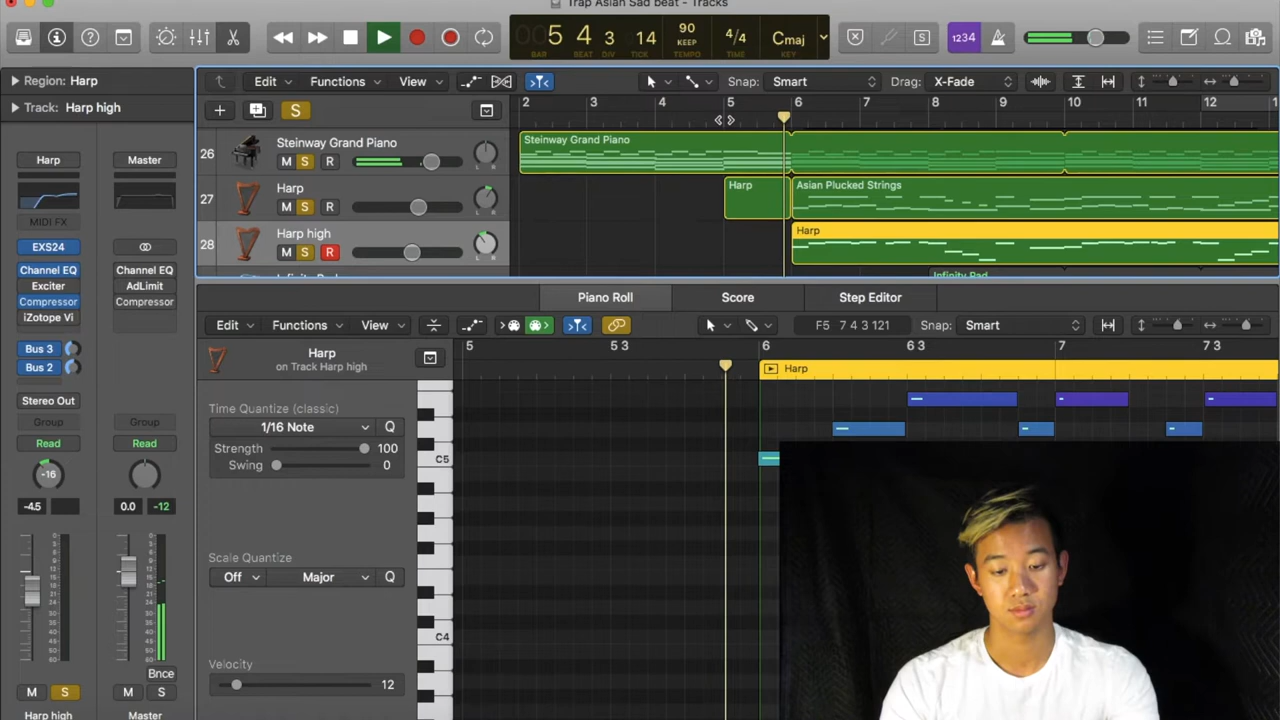 Trap Asian Sad beat - Tracks
5 4 3 14
BAR BEAT DIV TICK
90
KEEP
TEMPO
4/4
Cmaj
KEY
1234
Region: Harp
Track: Harp high
Edit Functions View Snap: Smart Drag: X-Fade
2 3 4 5 6 7 8 9 10 11 12 1
26 Steinway Grand Piano
M S R
Steinway Grand Piano
27 Harp
M S R
Harp Asian Plucked Strings
28 Harp high
M S R
Harp
Infinity Pad
Harp Master
MIDI FX
EXS24
Channel EQ Channel EQ
Exciter AdLimit
Compressor Compressor
iZotope Vi
Bus 3
Bus 2
Stereo Out
Group Group
Read Read
-16
-4.5 0.0 -12
Bnce
M S M S
Harp high Master
Piano Roll Score Step Editor
Edit Functions View F5 7 4 3 121 Snap: Smart
Harp
on Track Harp high
5 5 3 6 6 3 7 7 3
Harp
Time Quantize (classic)
1/16 Note Q
Strength 100
Swing 0
C5
Scale Quantize
Off Major Q
C4
Velocity
12